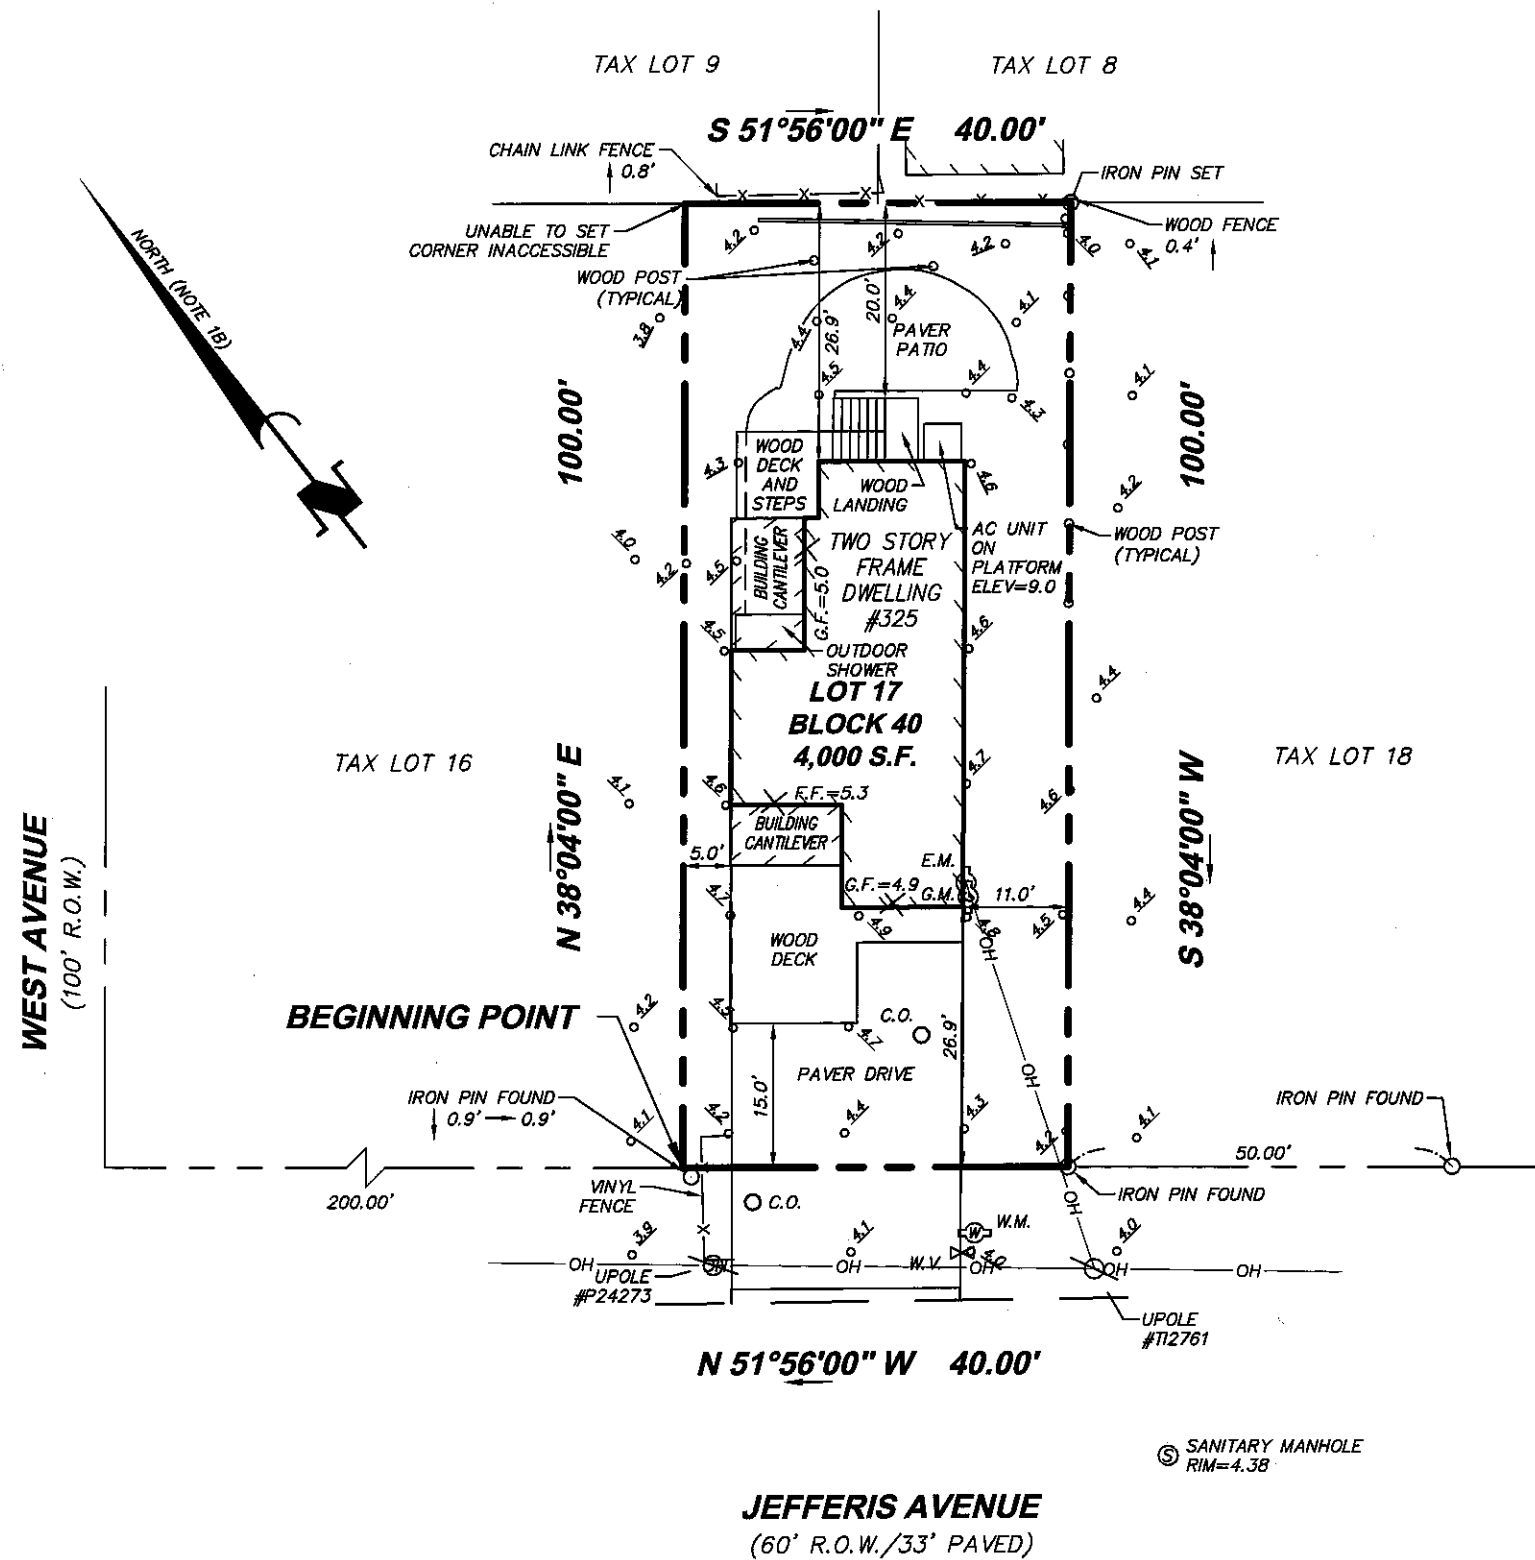 TAX LOT 9
TAX LOT 8
S 51°56'00" E 40.00'
CHAIN LINK FENCE
0.8'
IRON PIN SET
UNABLE TO SET
CORNER INACCESSIBLE
WOOD FENCE
0.4'
4.2
4.2
4.2
4.0
4.1
NORTH (NOTE 1B)
WOOD POST
(TYPICAL)
3.8
4.4
26.9'
20.0'
4.4
4.1
PAVER
PATIO
4.5
4.4
4.3
4.1
100.00'
100.00'
WOOD
DECK
AND
STEPS
4.3
WOOD
LANDING
4.6
4.2
AC UNIT
ON
PLATFORM
ELEV=9.0
WOOD POST
(TYPICAL)
4.0
4.2
4.5
BUILDING
CANTILEVER
G.F.=5.0
TWO STORY
FRAME
DWELLING
#325
4.5
OUTDOOR
SHOWER
4.6
4.4
LOT 17
BLOCK 40
4,000 S.F.
TAX LOT 16
TAX LOT 18
N 38°04'00" E
S 38°04'00" W
4.1
4.6
F.F.=5.3
4.7
4.6
BUILDING
CANTILEVER
5.0'
E.M.
G.F.=4.9
G.M.
11.0'
4.7
4.9
4.8
4.5
4.4
OH
WOOD
DECK
WEST AVENUE
(100' R.O.W.)
BEGINNING POINT
4.2
4.5
4.7
C.O.
26.9'
OH
PAVER DRIVE
15.0'
IRON PIN FOUND
0.9' 0.9'
4.1
4.2
4.4
4.3
4.2
4.1
IRON PIN FOUND
50.00'
200.00'
VINYL
FENCE
C.O.
OH
IRON PIN FOUND
W
W.M.
3.9
4.1
4.0
4.0
OH
OH
OH
W.V.
OH
OH
OH
UPOLE
#P24273
UPOLE
#T12761
N 51°56'00" W 40.00'
S
SANITARY MANHOLE
RIM=4.38
JEFFERIS AVENUE
(60' R.O.W./33' PAVED)